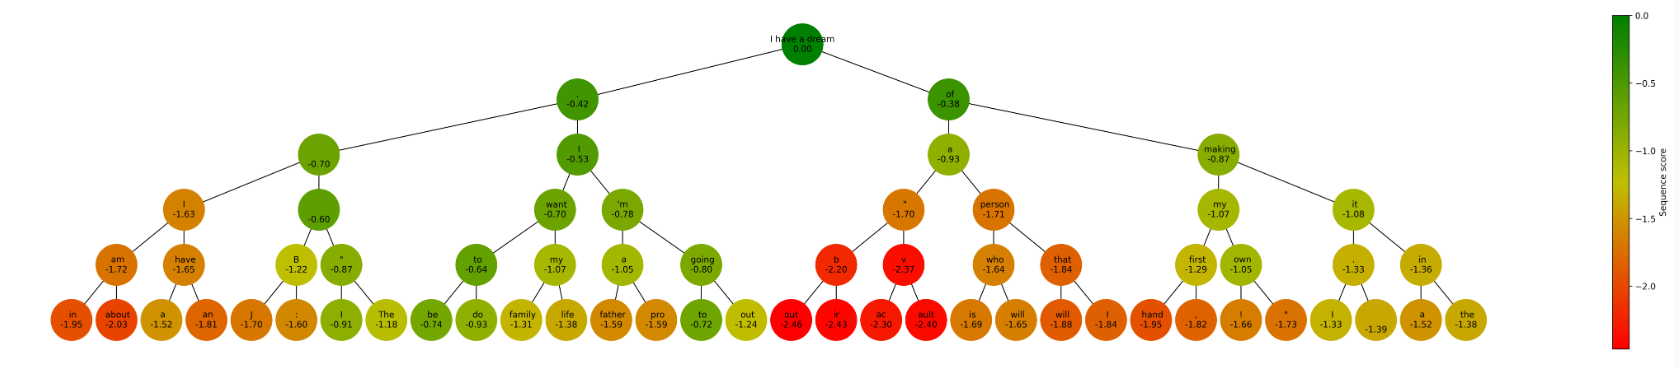 I have a dream
0.00
.
-0.42
of
-0.38
-0.70
I
-0.53
a
-0.93
making
-0.87
I
-1.63
-0.60
want
-0.70
'm
-0.78
"
-1.70
person
-1.71
my
-1.07
it
-1.08
am
-1.72
have
-1.65
B
-1.22
"
-0.87
to
-0.64
my
-1.07
a
-1.05
going
-0.80
b
-2.20
v
-2.37
who
-1.64
that
-1.84
first
-1.29
own
-1.05
.
-1.33
in
-1.36
in
-1.95
about
-2.03
a
-1.52
an
-1.81
J
-1.70
:
-1.60
I
-0.91
The
-1.18
be
-0.74
do
-0.93
family
-1.31
life
-1.38
father
-1.59
pro
-1.59
to
-0.72
out
-1.24
out
-2.46
ir
-2.43
ac
-2.30
ault
-2.40
is
-1.69
will
-1.65
will
-1.88
I
-1.84
hand
-1.95
,
-1.82
!
-1.66
"
-1.73
I
-1.33
-1.39
a
-1.52
the
-1.38
0.0
−0.5
−1.0
−1.5
−2.0
Sequence score